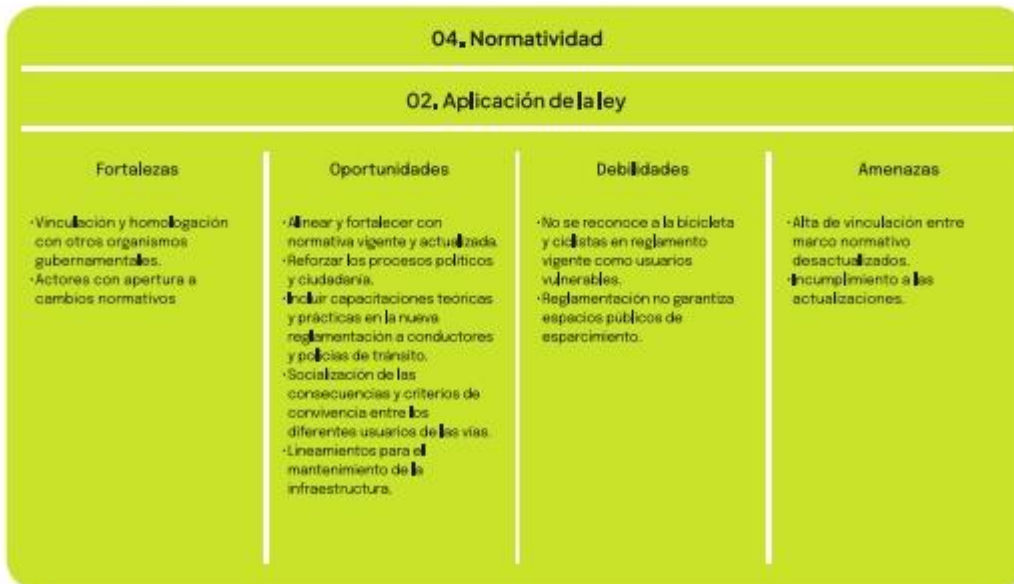 04. Normatividad
02. Aplicación de la ley
Fortalezas
•Vinculación y homologación
con otros organismos
gubernamentales.
•Actores con apertura a
cambios normativos
Oportunidades
•Alinear y fortalecer con
normativa vigente y actualizada.
•Reforzar los procesos políticos
y ciudadanía.
•Incluir capacitaciones teóricas
y prácticas en la nueva
reglamentación a conductores
y policías de tránsito.
•Socialización de las
consecuencias y criterios de
convivencia entre los
diferentes usuarios de las vías.
•Lineamientos para el
mantenimiento de la
infraestructura.
Debilidades
•No se reconoce a la bicicleta
y ciclistas en reglamento
vigente como usuarios
vulnerables.
•Reglamentación no garantiza
espacios públicos de
esparcimiento.
Amenazas
•Alta de vinculación entre
marco normativo
desactualizados.
•Incumplimiento a las
actualizaciones.